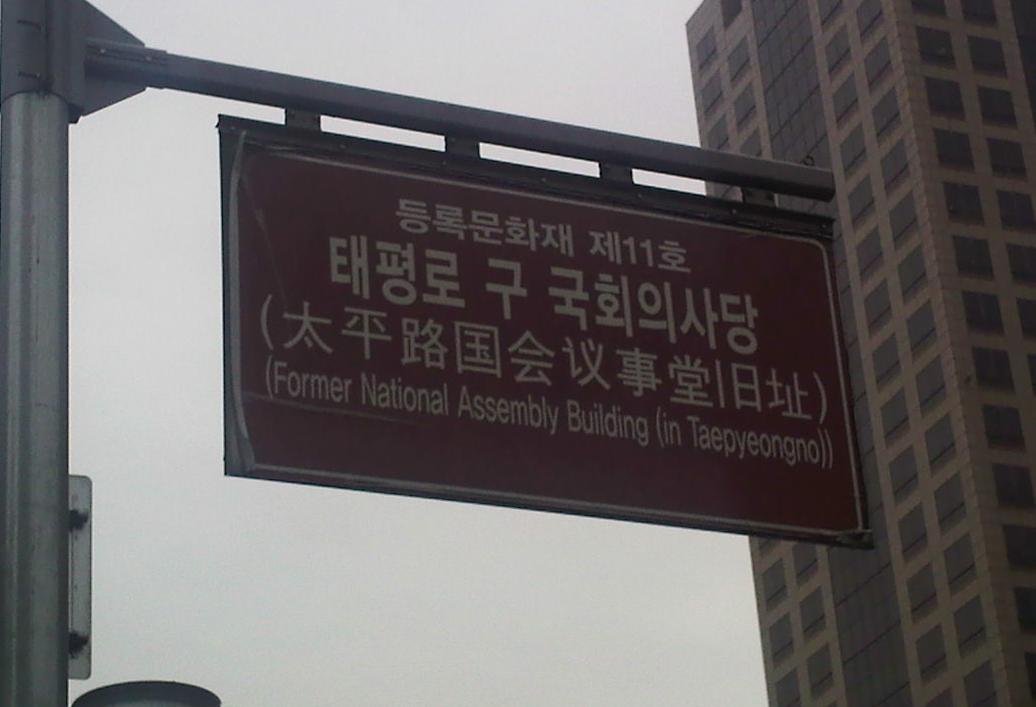 등록문화재 제11호
태평로 구 국회의사당
(太平路国会议事堂旧址)
(Former National Assembly Building (in Taepyeongno))